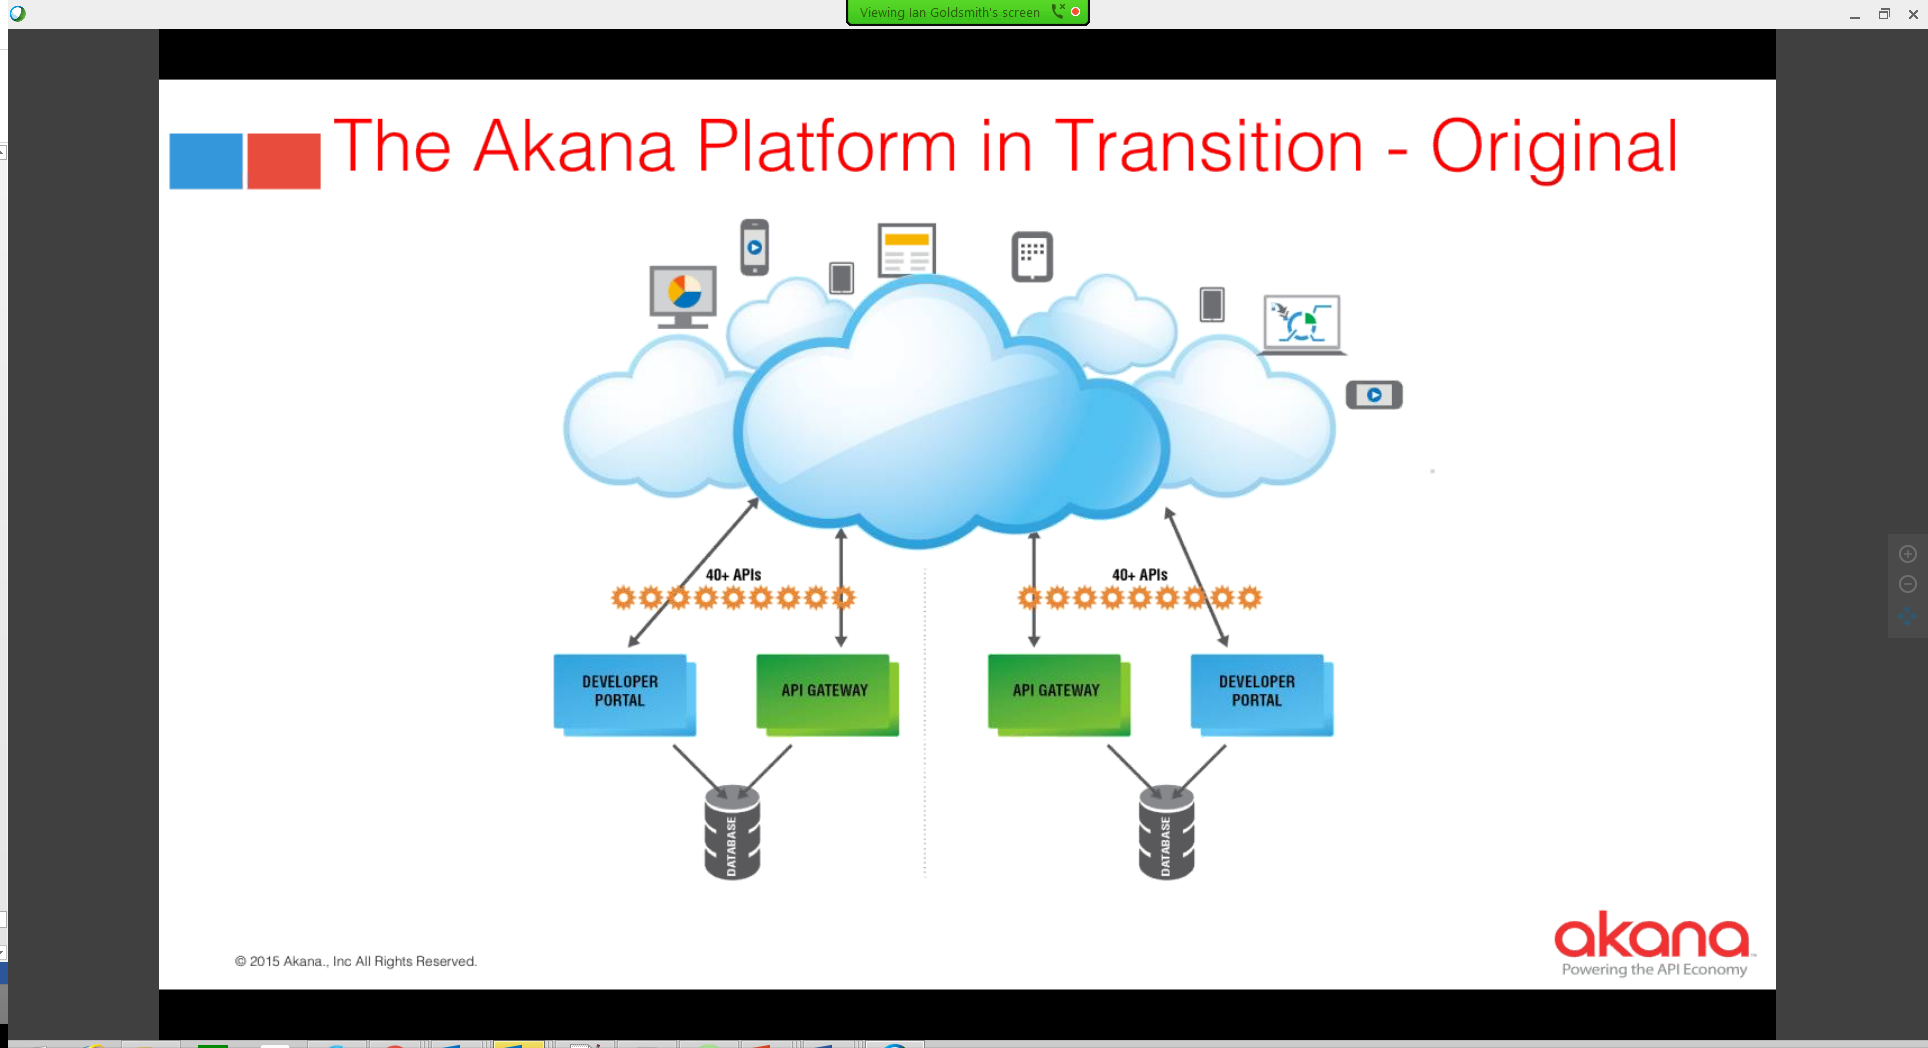 Viewing Ian Goldsmith's screen
The Akana Platform in Transition - Original
40+ APIs
40+ APIs
DEVELOPER
PORTAL
API GATEWAY
API GATEWAY
DEVELOPER
PORTAL
DATABASE
DATABASE
© 2015 Akana., Inc All Rights Reserved.
akana
Powering the API Economy